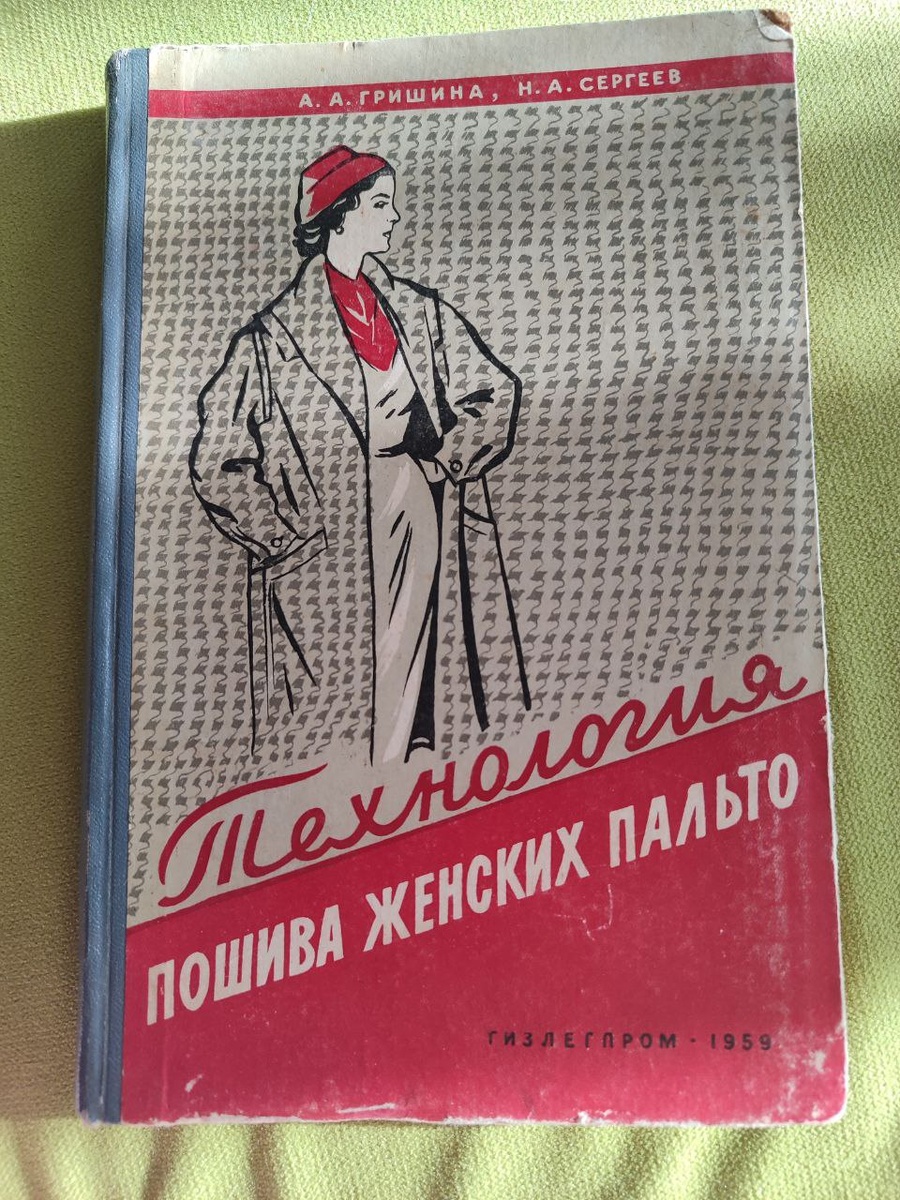 А. А. ГРИШИНА, Н. А. СЕРГЕЕВ
Технология
ПОШИВА ЖЕНСКИХ ПАЛЬТО
ГИЗЛЕГПРОМ · 1959